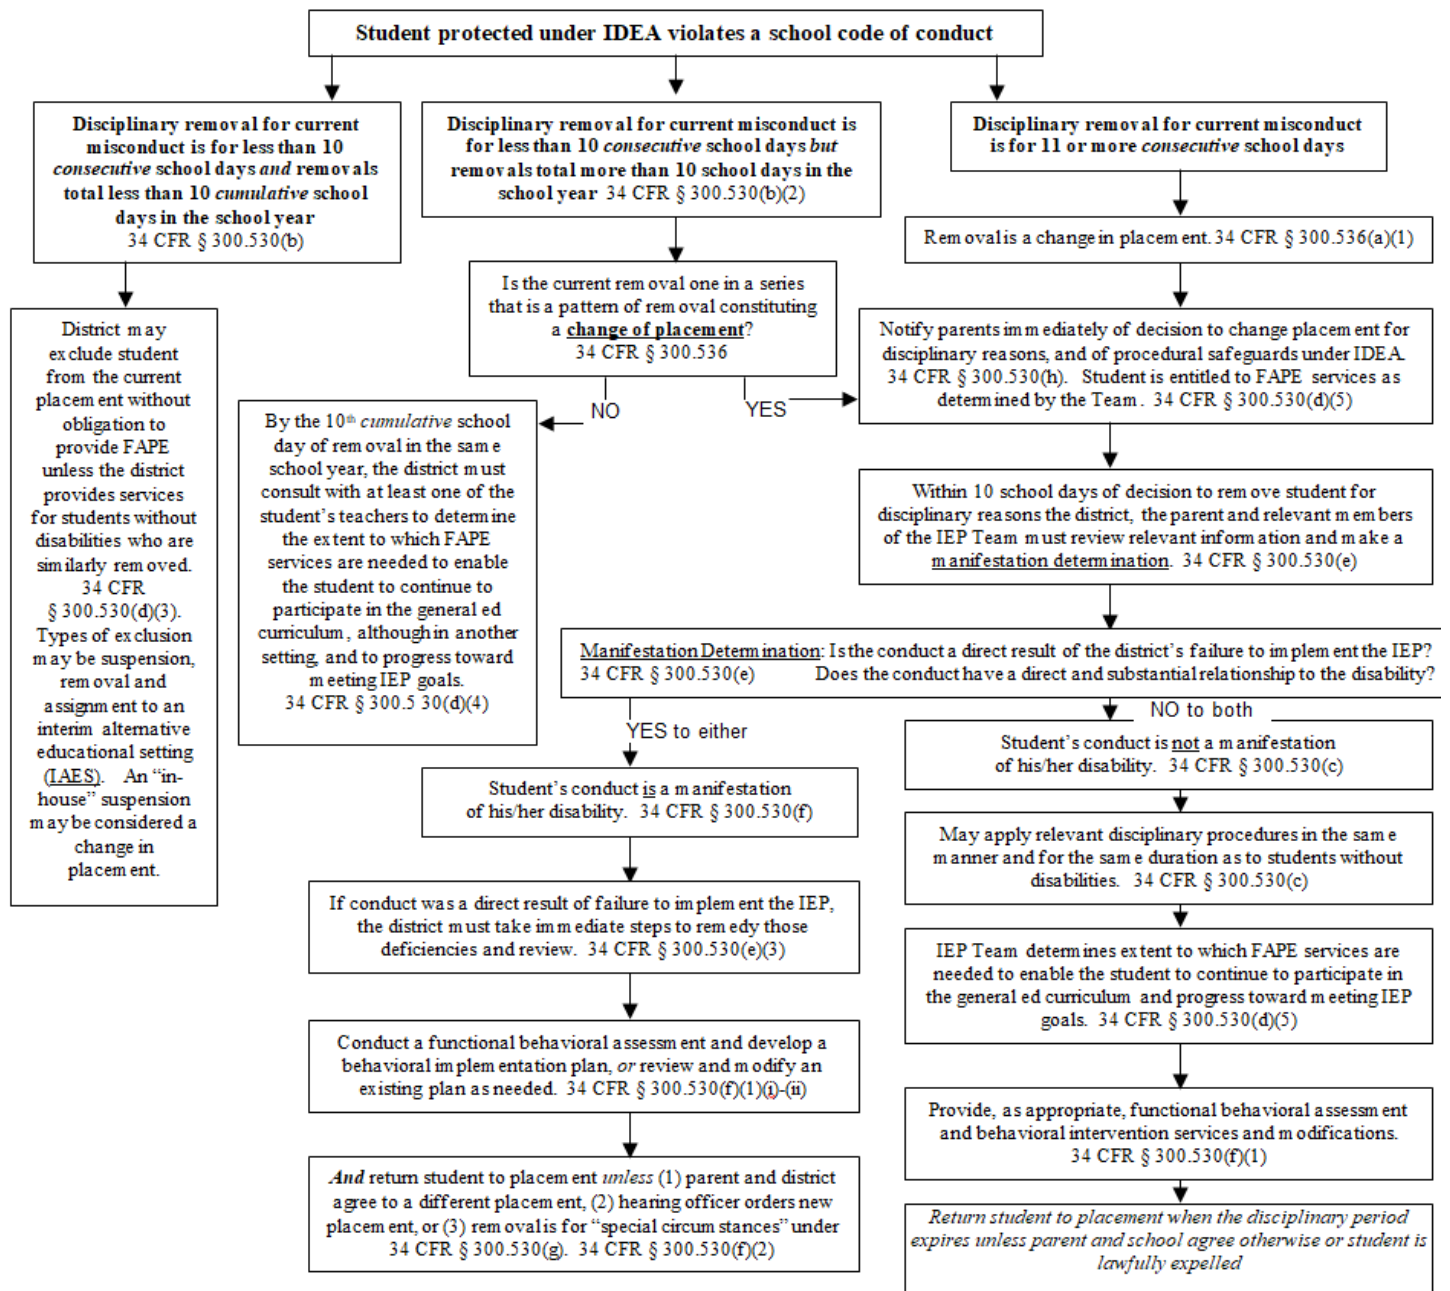 Student protected under IDEA violates a school code of conduct
Disciplinary removal for current
misconduct is for less than 10
consecutive school days and removals
total less than 10 cumulative school
days in the school year
34 CFR § 300.530(b)
Disciplinary removal for current misconduct is
for less than 10 consecutive school days but
removals total more than 10 school days in the
school year 34 CFR § 300.530(b)(2)
Disciplinary removal for current misconduct
is for 11 or more consecutive school days
Removal is a change in placement. 34 CFR § 300.536(a)(1)
Is the current removal one in a series
that is a pattern of removal constituting
a change of placement?
34 CFR § 300.536
NO
YES
District may
exclude student
from the current
placement without
obligation to
provide FAPE
unless the district
provides services
for students without
disabilities who are
similarly removed.
34 CFR
§ 300.530(d)(3).
Types of exclusion
may be suspension,
removal and
assignment to an
interim alternative
educational setting
(IAES). An “in-
house” suspension
may be considered a
change in
placement.
By the 10th cumulative school
day of removal in the same
school year, the district must
consult with at least one of the
student’s teachers to determine
the extent to which FAPE
services are needed to enable
the student to continue to
participate in the general ed
curriculum, although in another
setting, and to progress toward
meeting IEP goals.
34 CFR § 300.5 30(d)(4)
Notify parents immediately of decision to change placement for
disciplinary reasons, and of procedural safeguards under IDEA.
34 CFR § 300.530(h). Student is entitled to FAPE services as
determined by the Team. 34 CFR § 300.530(d)(5)
Within 10 school days of decision to remove student for
disciplinary reasons the district, the parent and relevant members
of the IEP Team must review relevant information and make a
manifestation determination. 34 CFR § 300.530(e)
Manifestation Determination: Is the conduct a direct result of the district’s failure to implement the IEP?
34 CFR § 300.530(e) Does the conduct have a direct and substantial relationship to the disability?
YES to either
NO to both
Student’s conduct is a manifestation
of his/her disability. 34 CFR § 300.530(f)
If conduct was a direct result of failure to implement the IEP,
the district must take immediate steps to remedy those
deficiencies and review. 34 CFR § 300.530(e)(3)
Conduct a functional behavioral assessment and develop a
behavioral implementation plan, or review and modify an
existing plan as needed. 34 CFR § 300.530(f)(1)(i)-(ii)
And return student to placement unless (1) parent and district
agree to a different placement, (2) hearing officer orders new
placement, or (3) removal is for “special circumstances” under
34 CFR § 300.530(g). 34 CFR § 300.530(f)(2)
Student’s conduct is not a manifestation
of his/her disability. 34 CFR § 300.530(c)
May apply relevant disciplinary procedures in the same
manner and for the same duration as to students without
disabilities. 34 CFR § 300.530(c)
IEP Team determines extent to which FAPE services are
needed to enable the student to continue to participate in
the general ed curriculum and progress toward meeting IEP
goals. 34 CFR § 300.530(d)(5)
Provide, as appropriate, functional behavioral assessment
and behavioral intervention services and modifications.
34 CFR § 300.530(f)(1)
Return student to placement when the disciplinary period
expires unless parent and school agree otherwise or student is
lawfully expelled